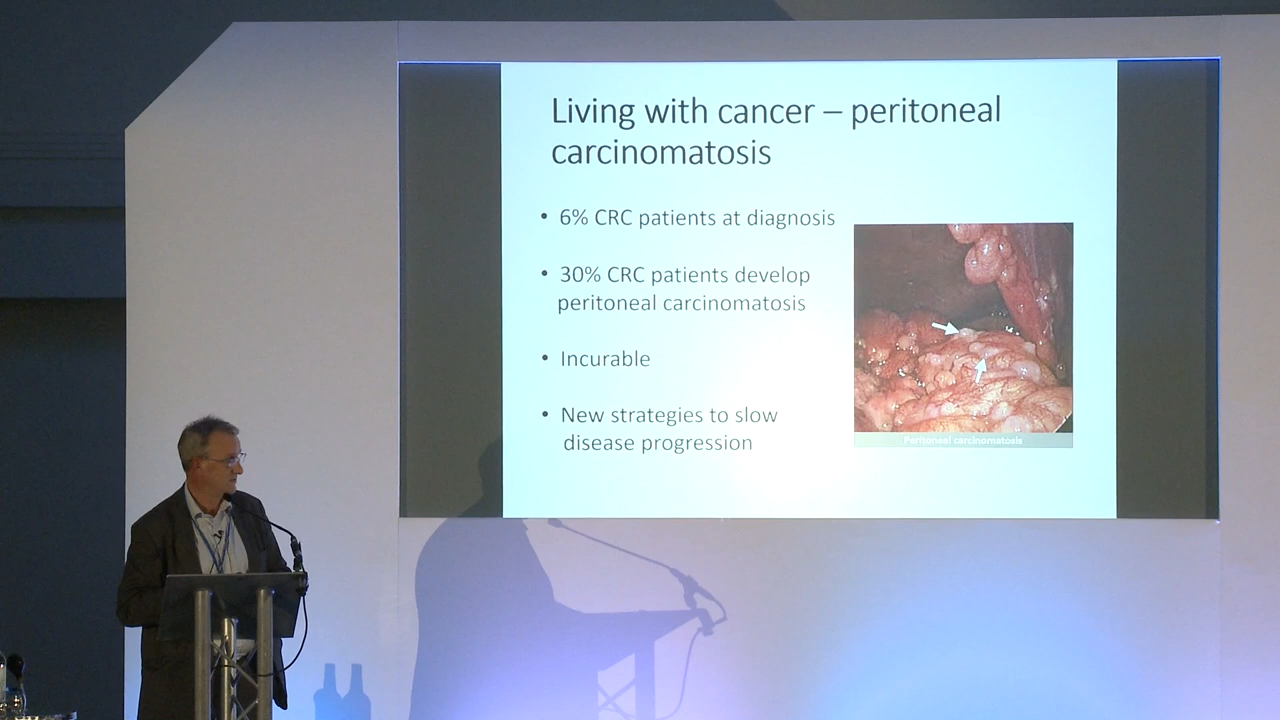 Living with cancer – peritoneal
carcinomatosis
• 6% CRC patients at diagnosis
• 30% CRC patients develop
peritoneal carcinomatosis
• Incurable
• New strategies to slow
disease progression
Peritoneal carcinomatosis